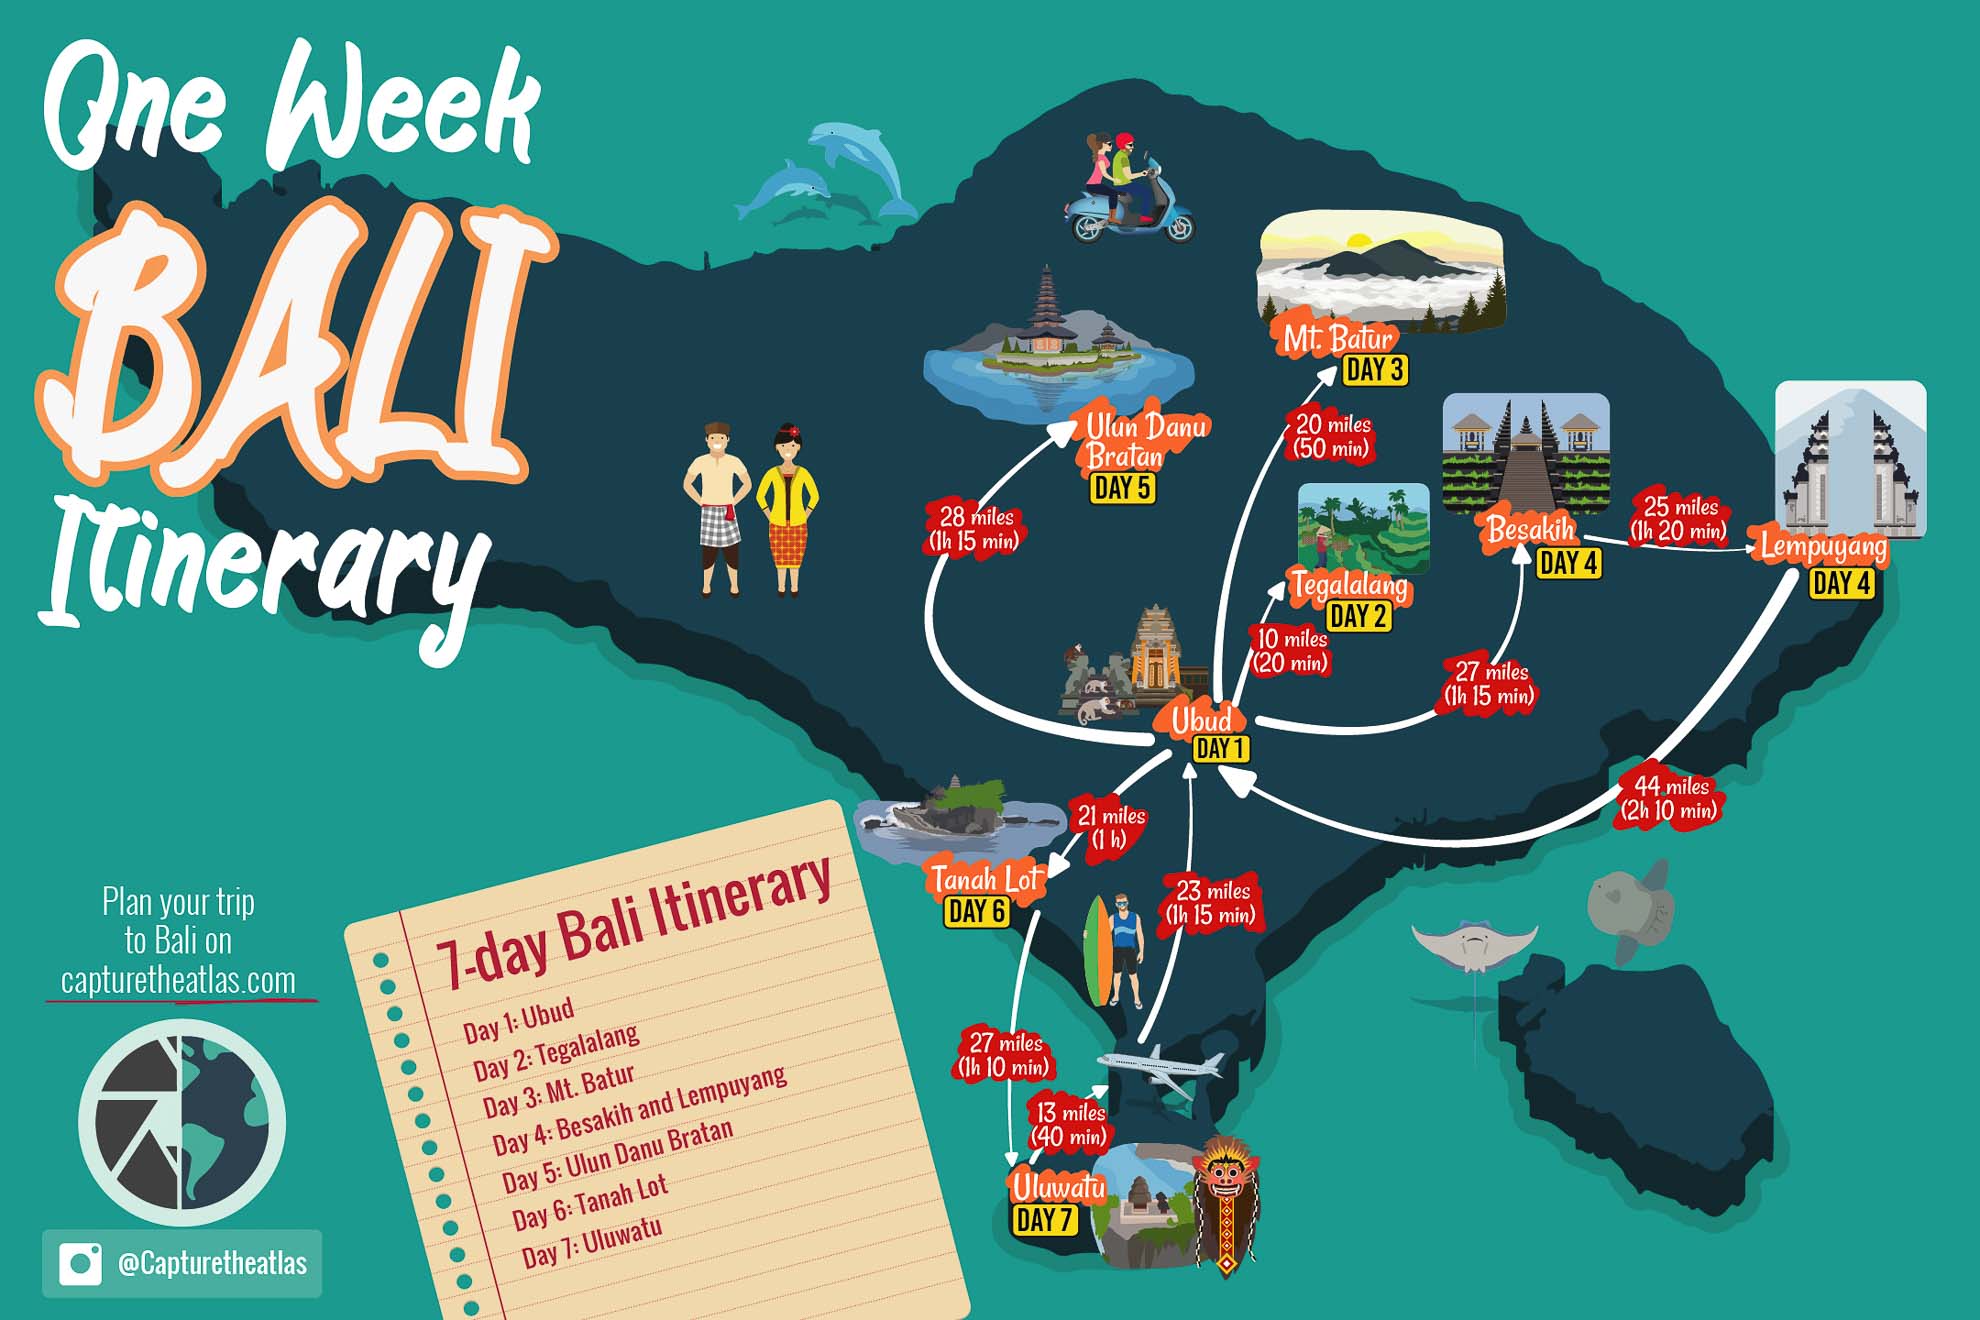 One Week
BALI
Itinerary
Mt. Batur
DAY 3
Ulun Danu
Bratan
DAY 5
20 miles
(50 min)
28 miles
(1h 15 min)
Tegalalang
DAY 2
10 miles
(20 min)
Besakih
DAY 4
25 miles
(1h 20 min)
Lempuyang
DAY 4
27 miles
(1h 15 min)
Ubud
DAY 1
44 miles
(2h 10 min)
21 miles
(1 h)
Tanah Lot
DAY 6
23 miles
(1h 15 min)
27 miles
(1h 10 min)
13 miles
(40 min)
Uluwatu
DAY 7
7-day Bali Itinerary
Day 1: Ubud
Day 2: Tegalalang
Day 3: Mt. Batur
Day 4: Besakih and Lempuyang
Day 5: Ulun Danu Bratan
Day 6: Tanah Lot
Day 7: Uluwatu
Plan your trip
to Bali on
capturetheatlas.com
@Capturetheatlas